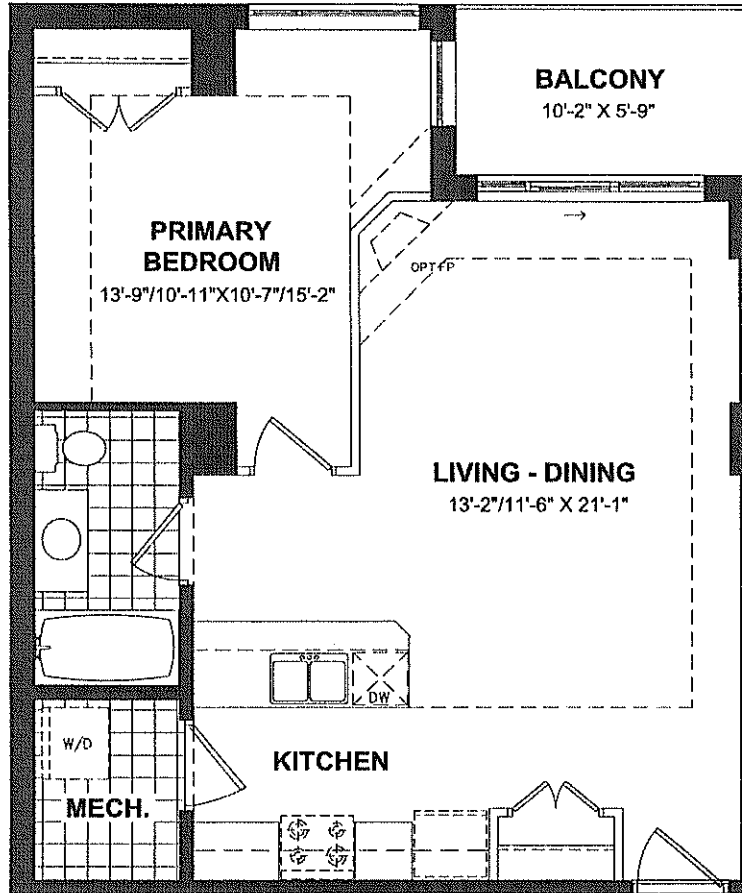 BALCONY
10'-2" X 5'-9"
PRIMARY
BEDROOM
13'-9"/10'-11"X10'-7"/15'-2"
OPT FP
LIVING - DINING
13'-2"/11'-6" X 21'-1"
DW
W/D
KITCHEN
MECH.